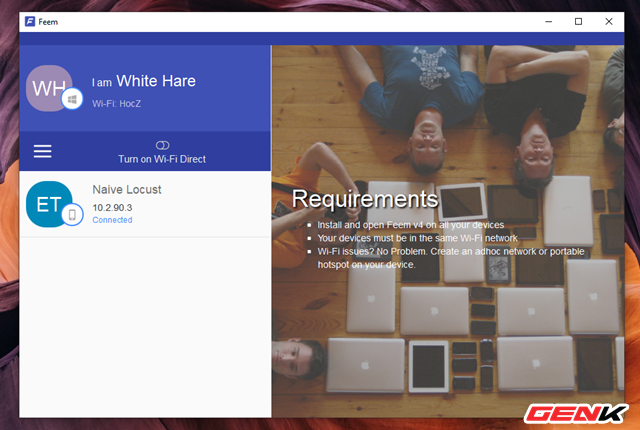 Feem
WH
I am White Hare
Wi-Fi: HocZ
Turn on Wi-Fi Direct
ET
Naive Locust
10.2.90.3
Connected
Requirements
Install and open Feem v4 on all your devices
Your devices must be in the same Wi-Fi network
Wi-Fi issues? No Problem. Create an adhoc network or portable
hotspot on your device.
GENK